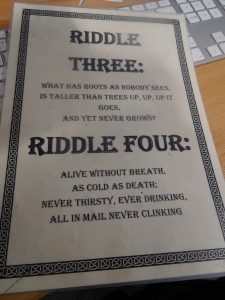 RIDDLE
THREE:
WHAT HAS ROOTS AS NOBODY SEES,
IS TALLER THAN TREES UP, UP, UP IT
GOES,
AND YET NEVER GROWS?
RIDDLE FOUR:
ALIVE WITHOUT BREATH,
AS COLD AS DEATH;
NEVER THIRSTY, EVER DRINKING,
ALL IN MAIL NEVER CLINKING